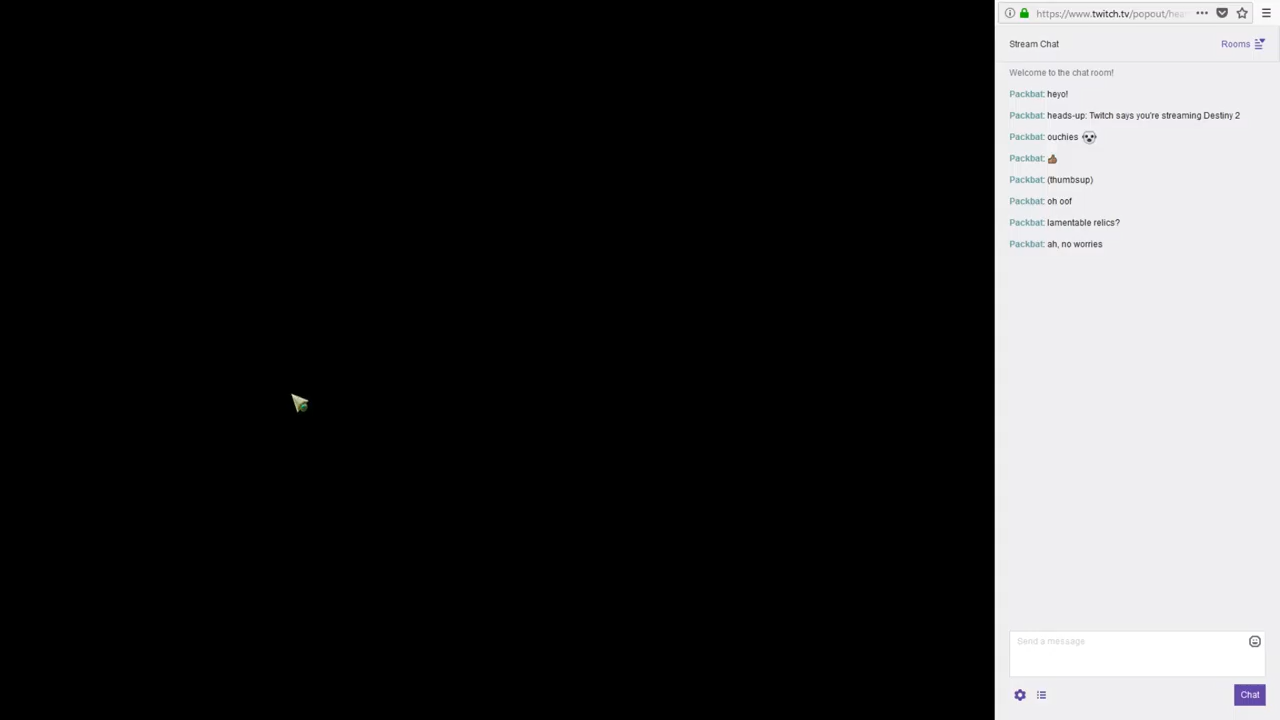 https://www.twitch.tv/popout/hea
Stream Chat
Rooms
Welcome to the chat room!
Packbat: heyo!
Packbat: heads-up: Twitch says you're streaming Destiny 2
Packbat: ouchies
Packbat:
Packbat: (thumbsup)
Packbat: oh oof
Packbat: lamentable relics?
Packbat: ah, no worries
Send a message
Chat